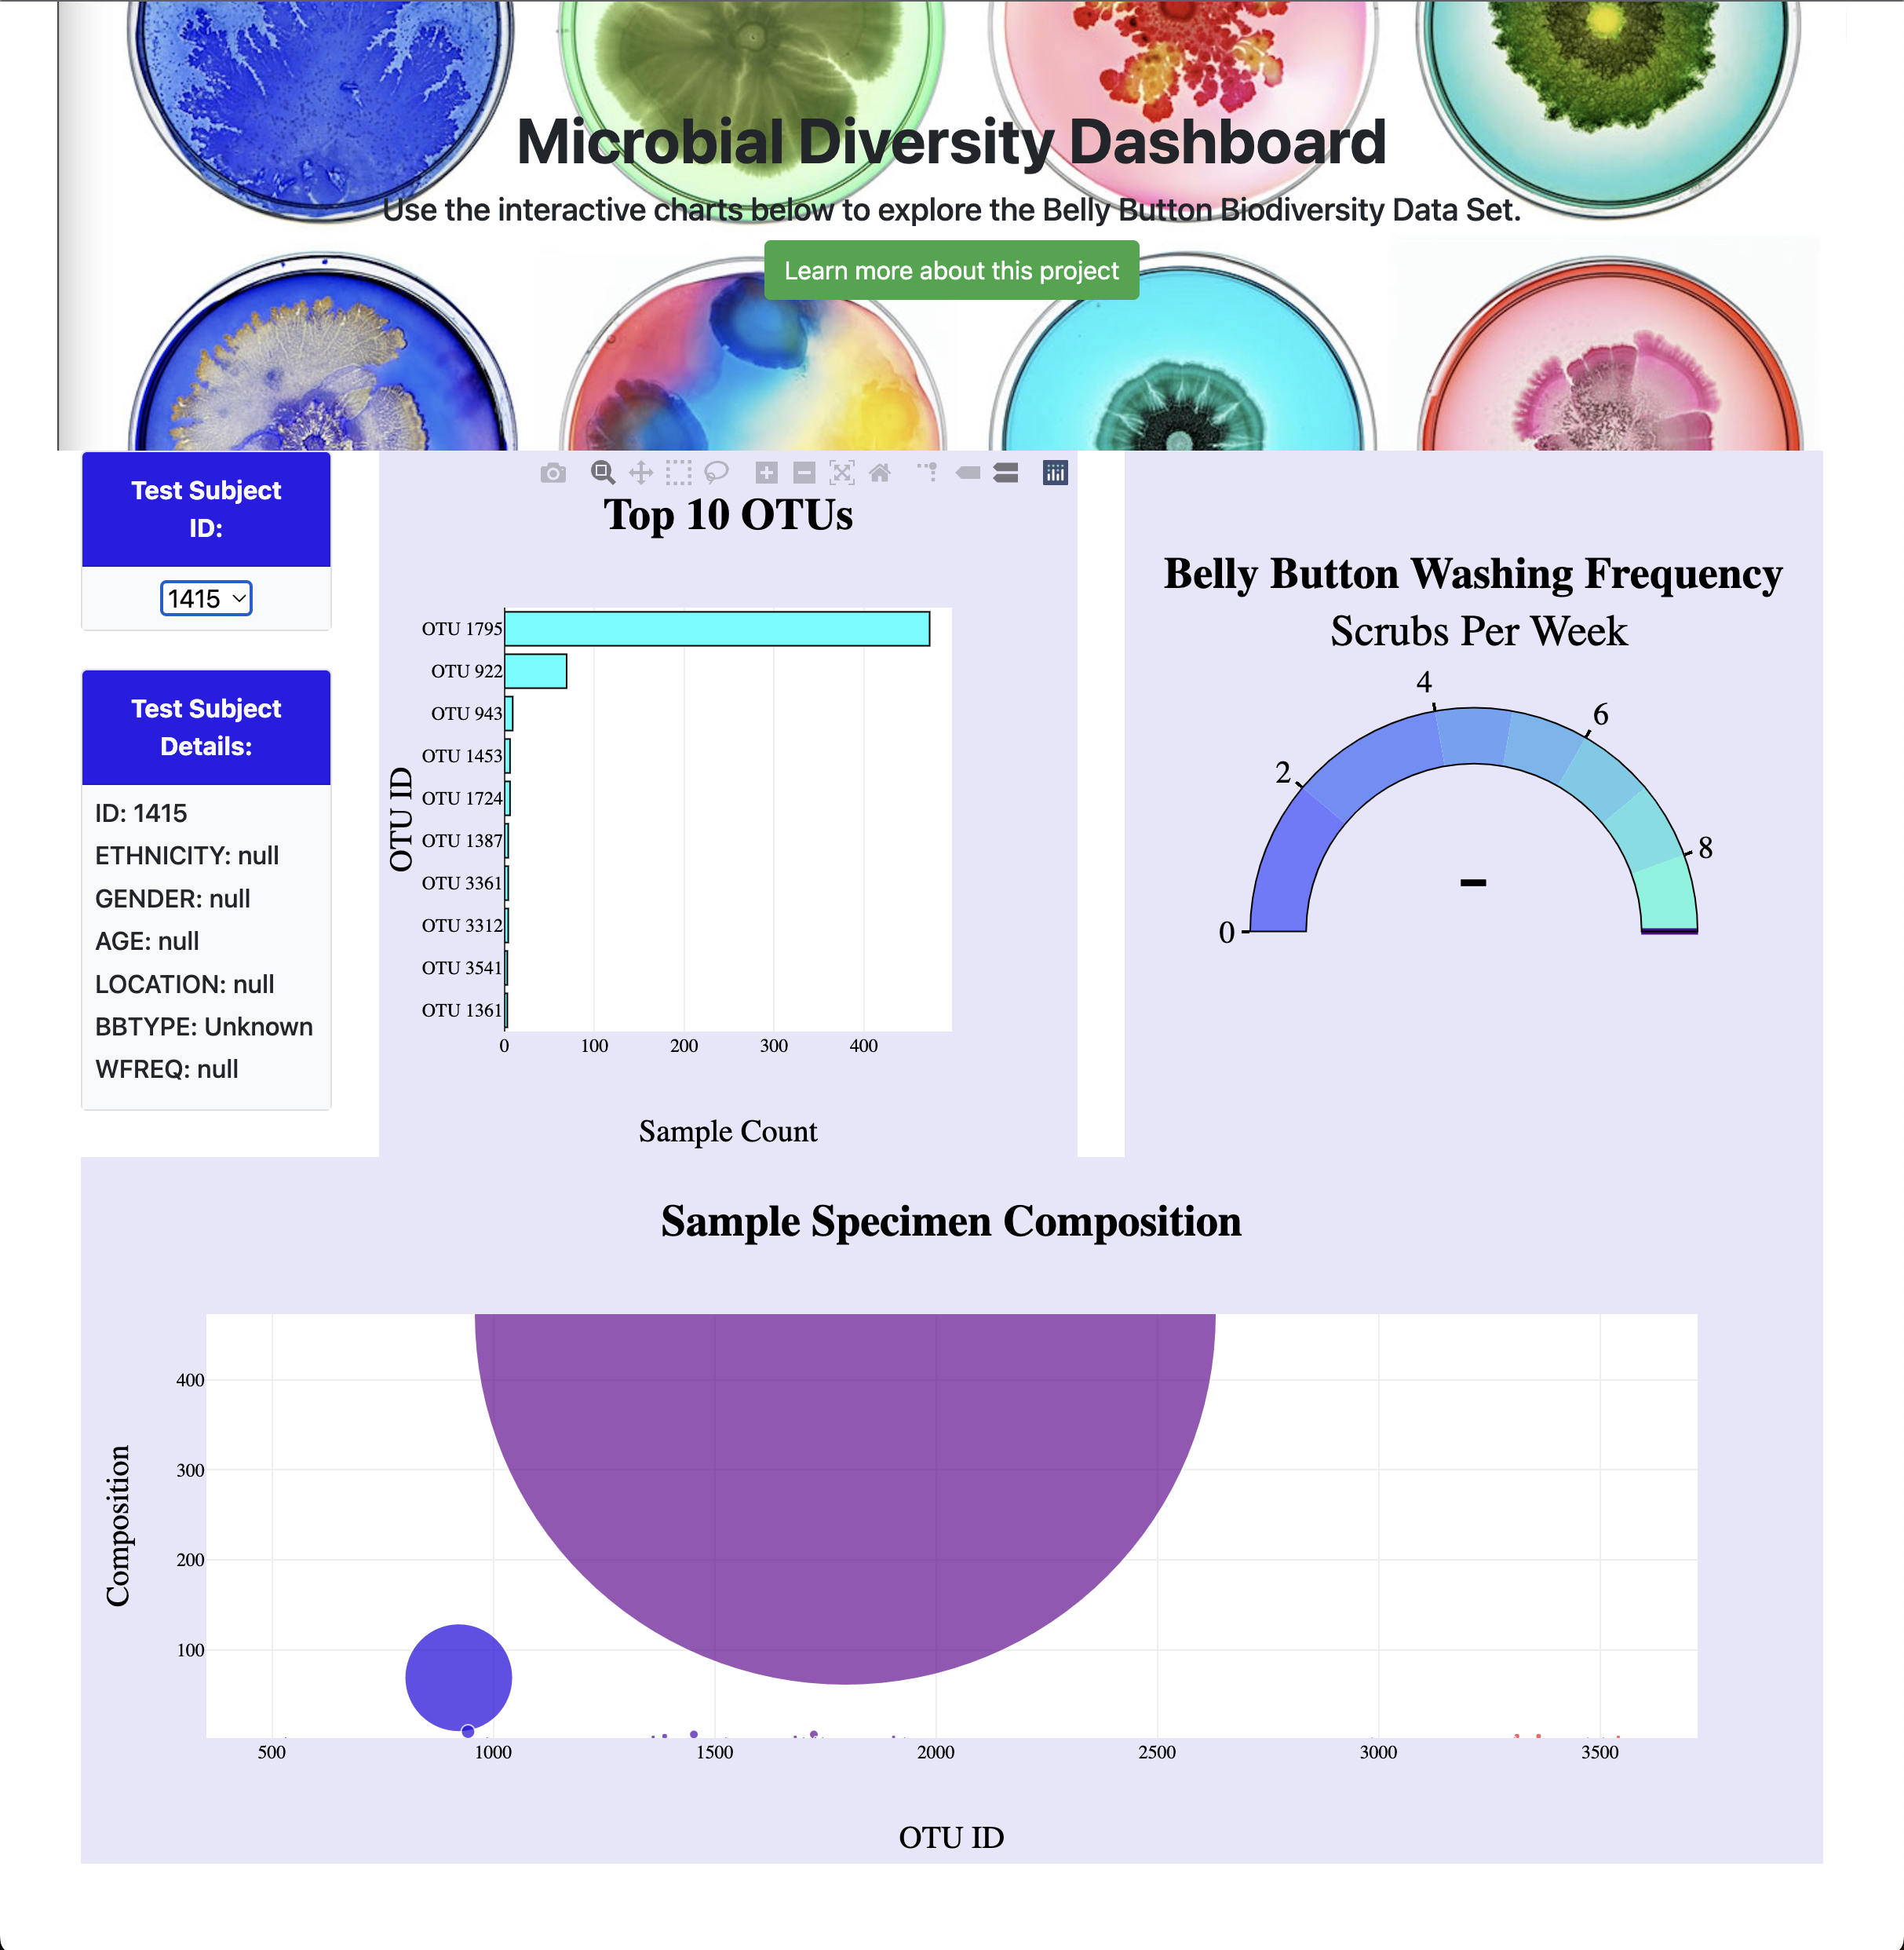 Microbial Diversity Dashboard
Use the interactive charts below to explore the Belly Button Biodiversity Data Set.
Learn more about this project
Test Subject
ID:
1415
Test Subject
Details:
ID: 1415
ETHNICITY: null
GENDER: null
AGE: null
LOCATION: null
BBTYPE: Unknown
WFREQ: null
Top 10 OTUs
OTU ID
OTU 1795
OTU 922
OTU 943
OTU 1453
OTU 1724
OTU 1387
OTU 3361
OTU 3312
OTU 3541
OTU 1361
0 100 200 300 400
Sample Count
Belly Button Washing Frequency
Scrubs Per Week
0
2
4
6
8
–
Sample Specimen Composition
Composition
400
300
200
100
500 1000 1500 2000 2500 3000 3500
OTU ID